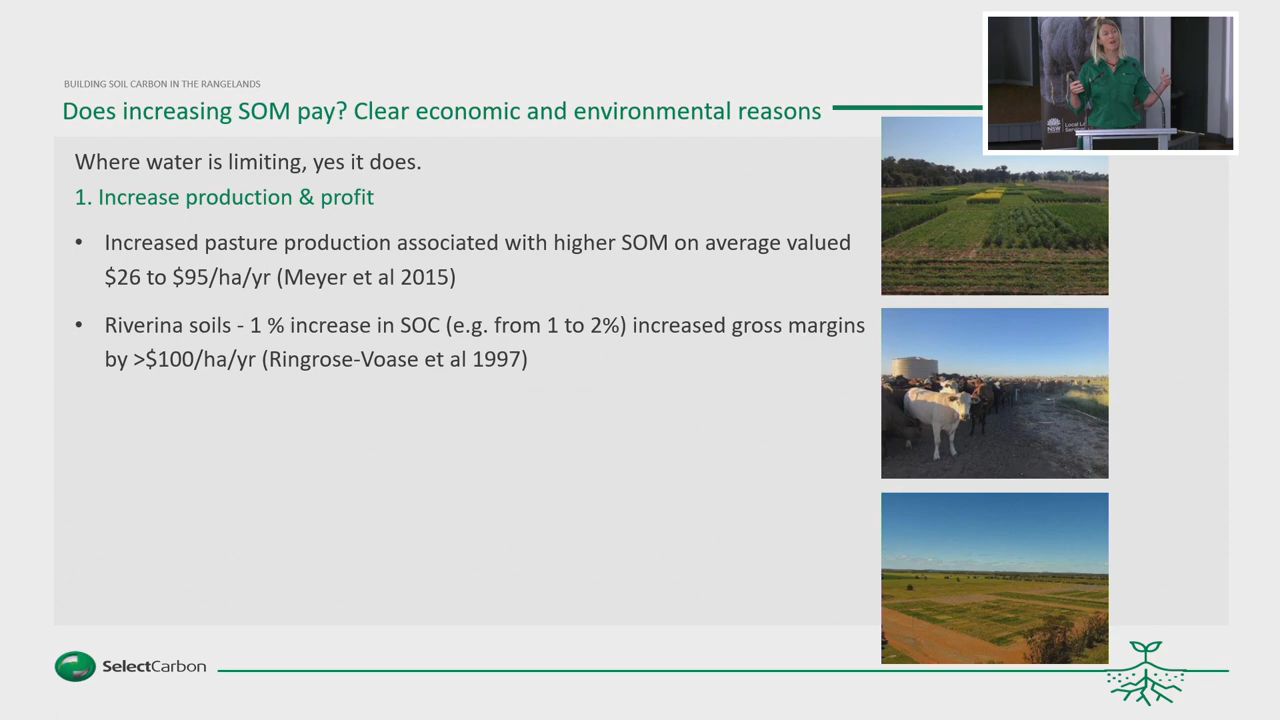 BUILDING SOIL CARBON IN THE RANGELANDS
Does increasing SOM pay? Clear economic and environmental reasons
Where water is limiting, yes it does.
1. Increase production & profit
• Increased pasture production associated with higher SOM on average valued
$26 to $95/ha/yr (Meyer et al 2015)
• Riverina soils - 1 % increase in SOC (e.g. from 1 to 2%) increased gross margins
by >$100/ha/yr (Ringrose-Voase et al 1997)
NSW
Local
SelectCarbon